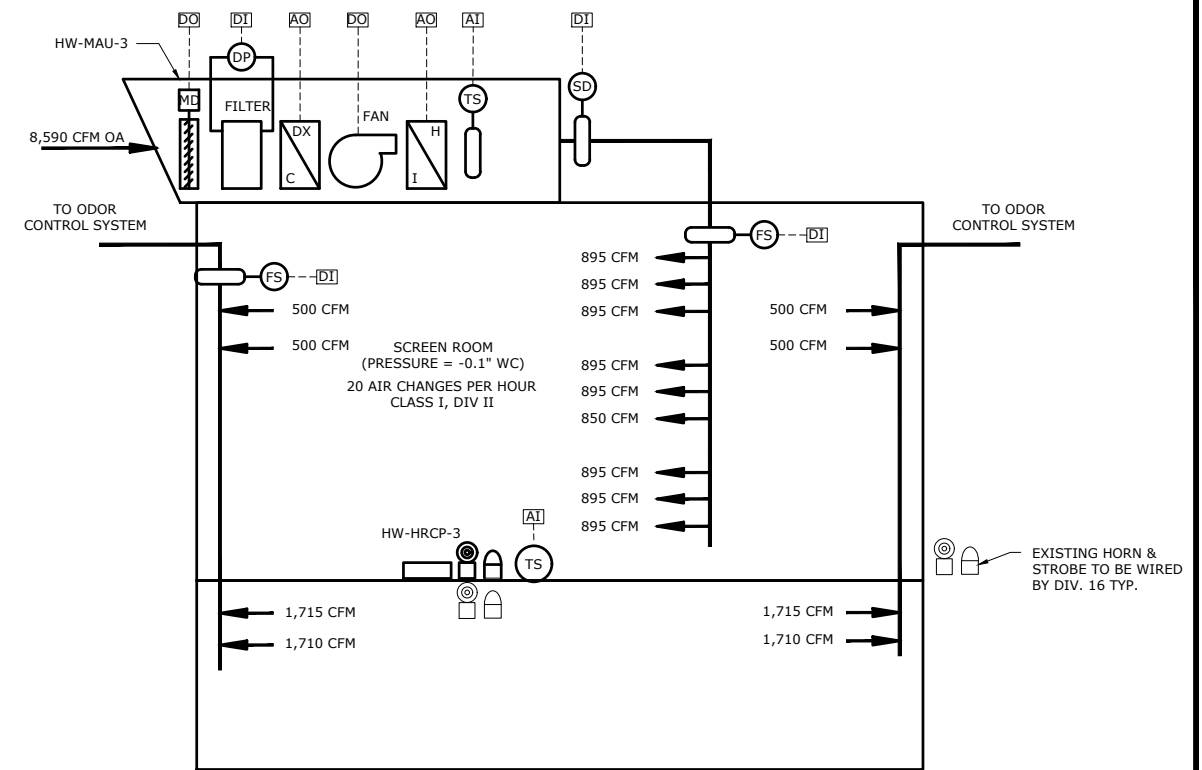 DO
DI
AO
DO
AO
AI
DI
HW-MAU-3
DP
SD
MD
FILTER
FAN
TS
DX
C
H
I
8,590 CFM OA
TO ODOR
CONTROL SYSTEM
TO ODOR
CONTROL SYSTEM
FS
DI
FS
DI
895 CFM
895 CFM
895 CFM
500 CFM
500 CFM
500 CFM
500 CFM
SCREEN ROOM
(PRESSURE = -0.1" WC)
20 AIR CHANGES PER HOUR
CLASS I, DIV II
895 CFM
895 CFM
850 CFM
895 CFM
895 CFM
895 CFM
AI
HW-HRCP-3
TS
EXISTING HORN &
STROBE TO BE WIRED
BY DIV. 16 TYP.
1,715 CFM
1,710 CFM
1,715 CFM
1,710 CFM